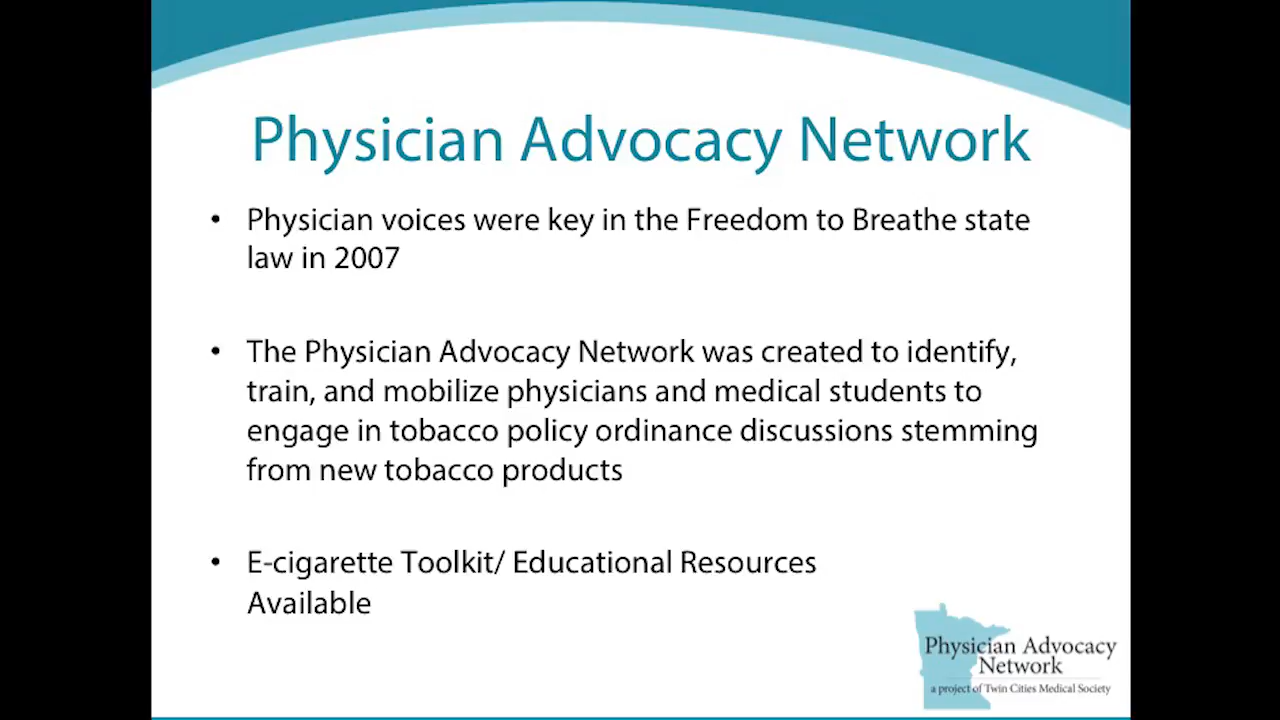 Physician Advocacy Network
• Physician voices were key in the Freedom to Breathe state
law in 2007
• The Physician Advocacy Network was created to identify,
train, and mobilize physicians and medical students to
engage in tobacco policy ordinance discussions stemming
from new tobacco products
• E-cigarette Toolkit/ Educational Resources
Available
Physician Advocacy
Network
a project of Twin Cities Medical Society